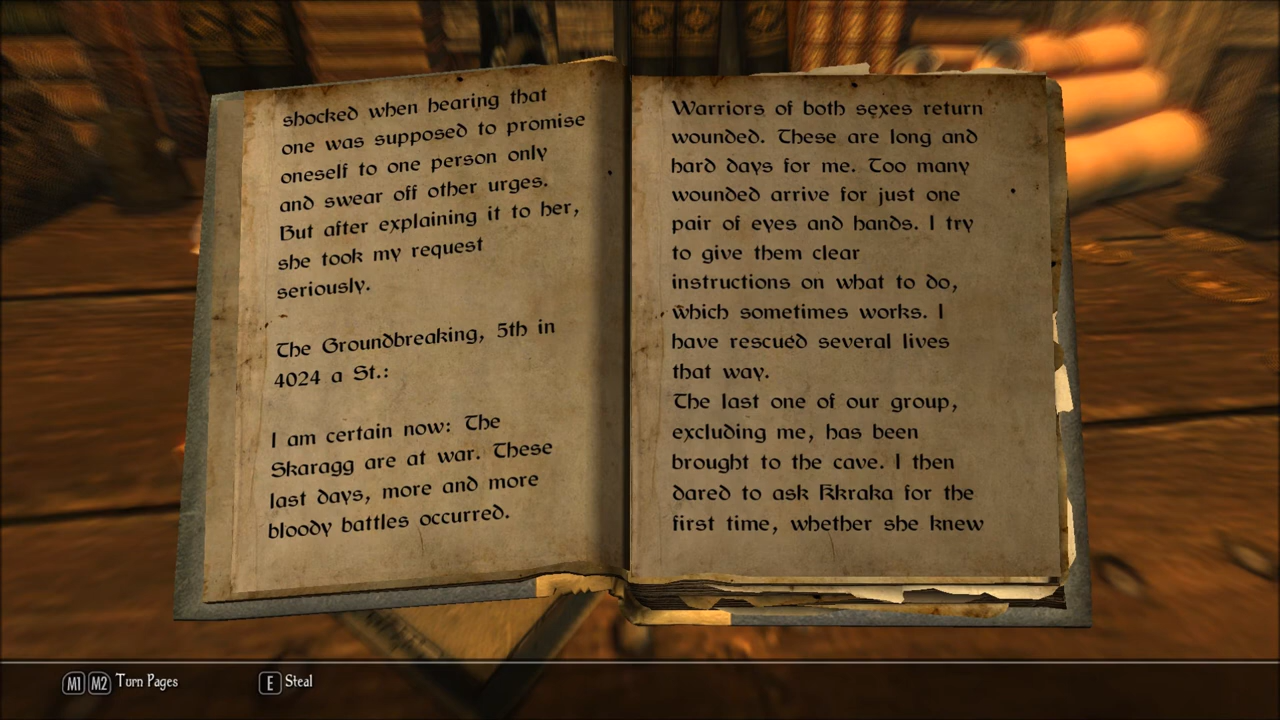 shocked when hearing that
one was supposed to promise
oneself to one person only
and swear off other urges.
But after explaining it to her,
she took my request
seriously.
The Groundbreaking, 5th in
4024 a St.:
I am certain now: The
Skaragg are at war. These
last days, more and more
bloody battles occurred.
Warriors of both sexes return
wounded. These are long and
hard days for me. Too many
wounded arrive for just one
pair of eyes and hands. I try
to give them clear
instructions on what to do,
which sometimes works. I
have rescued several lives
that way.
The last one of our group,
excluding me, has been
brought to the cave. I then
dared to ask Kkraka for the
first time, whether she knew
M1 M2 Turn Pages
E Steal